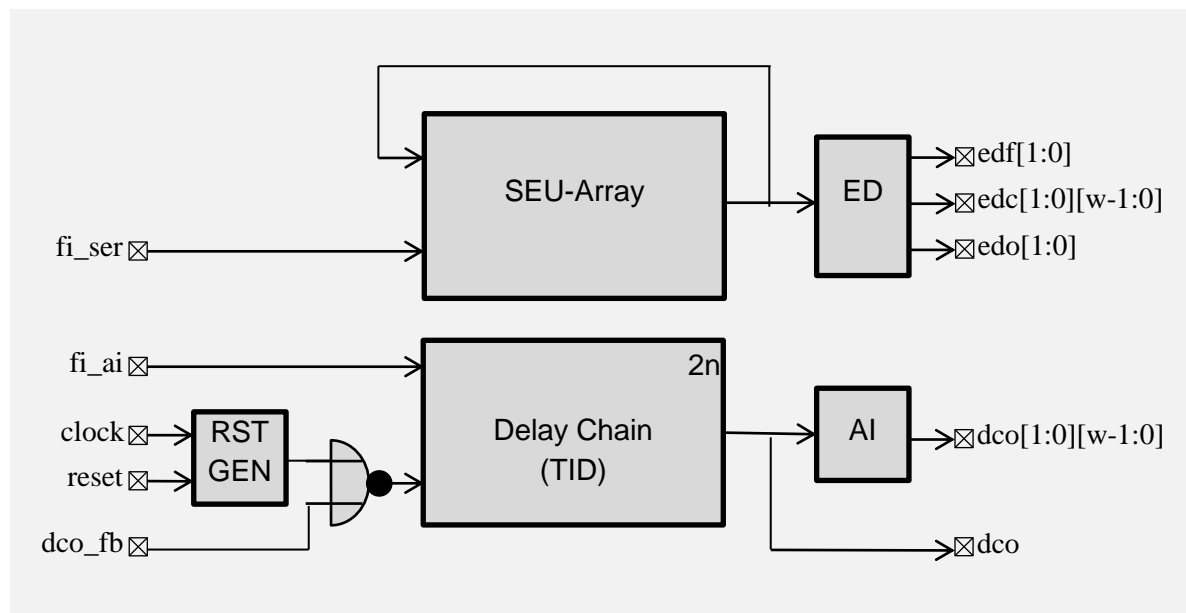 SEU-Array
ED
edf[1:0]
edc[1:0][w-1:0]
edo[1:0]
fi_ser
fi_ai
2n
clock
reset
RST
GEN
Delay Chain
(TID)
AI
dco[1:0][w-1:0]
dco_fb
dco